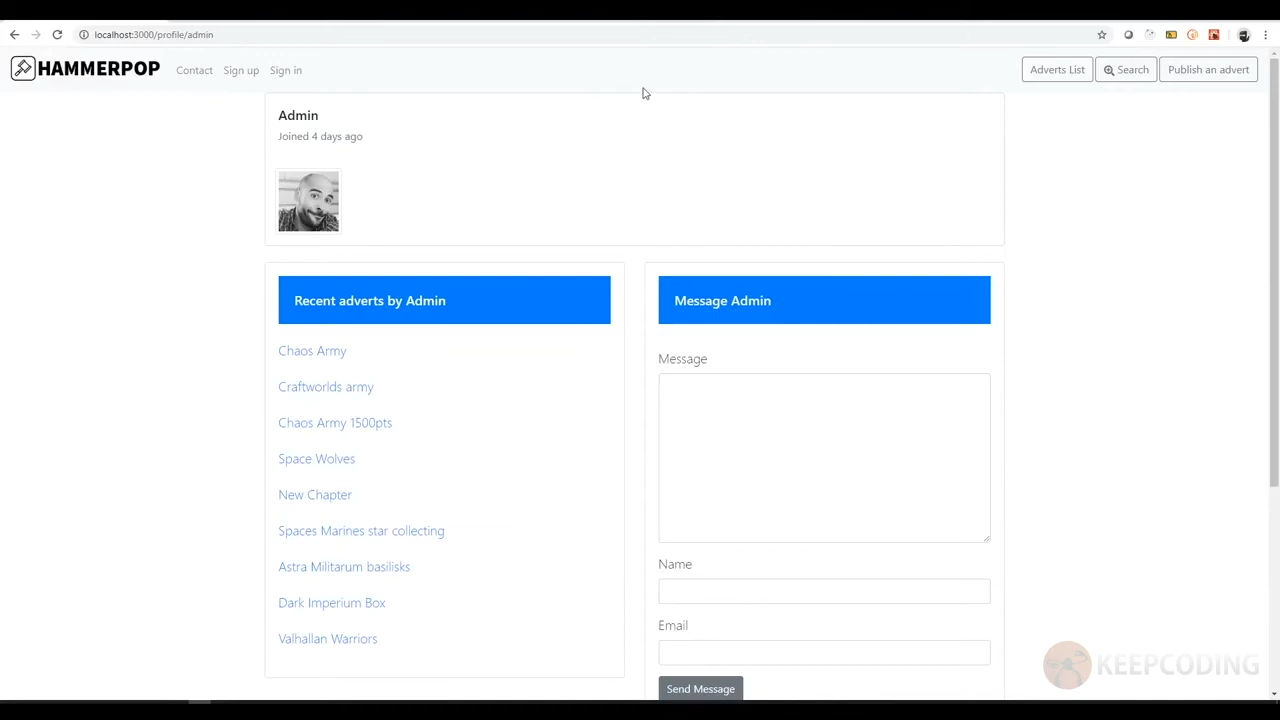 localhost:3000/profile/admin
HAMMERPOP
Contact
Sign up
Sign in
Adverts List
Search
Publish an advert
Admin
Joined 4 days ago
Recent adverts by Admin
Chaos Army
Craftworlds army
Chaos Army 1500pts
Space Wolves
New Chapter
Spaces Marines star collecting
Astra Militarum basilisks
Dark Imperium Box
Valhallan Warriors
Message Admin
Message
Name
Email
Send Message
KEEPCODING